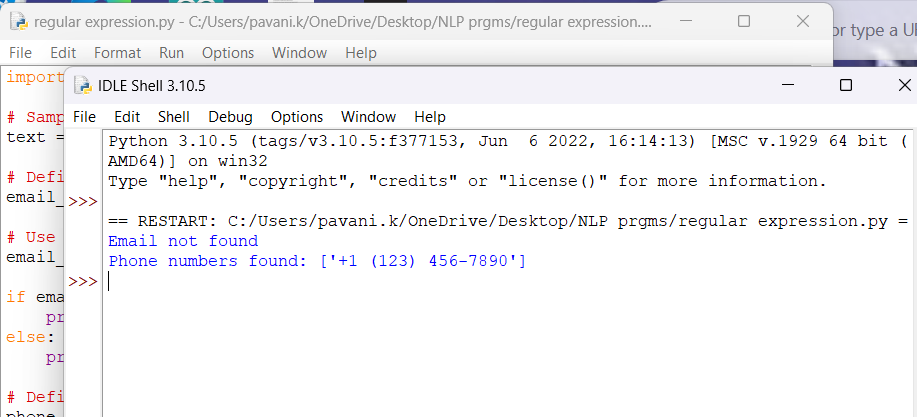 regular expression.py - C:/Users/pavani.k/OneDrive/Desktop/NLP prgms/regular expression....
or type a U
File Edit Format Run Options Window Help
import
# Samp
text =
# Defi
email_
# Use
email_
if ema
pr
else:
pr
# Defi
phone
IDLE Shell 3.10.5
File Edit Shell Debug Options Window Help
Python 3.10.5 (tags/v3.10.5:f377153, Jun  6 2022, 16:14:13) [MSC v.1929 64 bit (
AMD64)] on win32
Type "help", "copyright", "credits" or "license()" for more information.
>>>
== RESTART: C:/Users/pavani.k/OneDrive/Desktop/NLP prgms/regular expression.py =
Email not found
Phone numbers found: ['+1 (123) 456-7890']
>>>